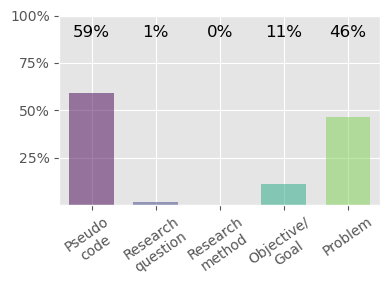 100%
75%
50%
25%
59% 1% 0% 11% 46%
Pseudo
code
Research
question
Research
method
Objective/
Goal
Problem